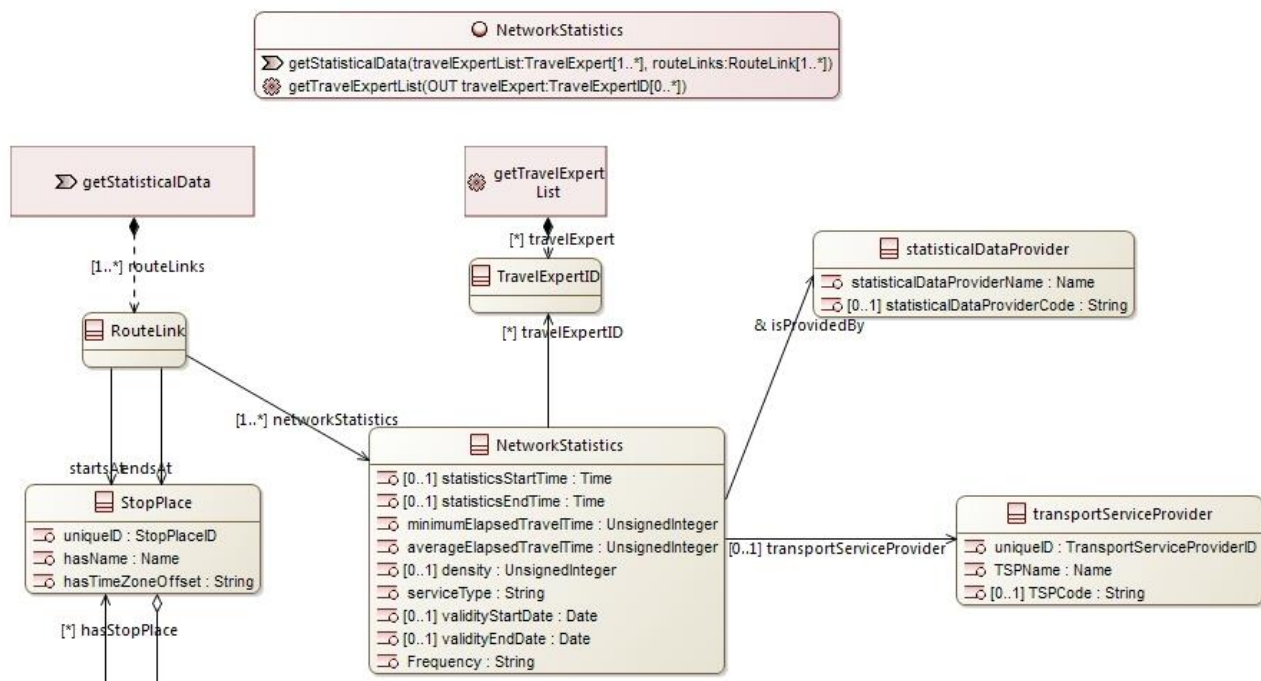 NetworkStatistics
getStatisticalData(travelExpertList:TravelExpert[1..*], routeLinks:RouteLink[1..*])
getTravelExpertList(OUT travelExpert:TravelExpertID[0..*])
getStatisticalData
getTravelExpert
List
[1..*] routeLinks
[*] travelExpert
TravelExpertID
[*] travelExpertID
statisticalDataProvider
statisticalDataProviderName : Name
[0..1] statisticalDataProviderCode : String
& isProvidedBy
RouteLink
[1..*] networkStatistics
startsAt
endsAt
StopPlace
uniqueID : StopPlaceID
hasName : Name
hasTimeZoneOffset : String
[*] hasStopPlace
NetworkStatistics
[0..1] statisticsStartTime : Time
[0..1] statisticsEndTime : Time
minimumElapsedTravelTime : UnsignedInteger
averageElapsedTravelTime : UnsignedInteger
[0..1] density : UnsignedInteger
serviceType : String
[0..1] validityStartDate : Date
[0..1] validityEndDate : Date
Frequency : String
[0..1] transportServiceProvider
transportServiceProvider
uniqueID : TransportServiceProviderID
TSPName : Name
[0..1] TSPCode : String